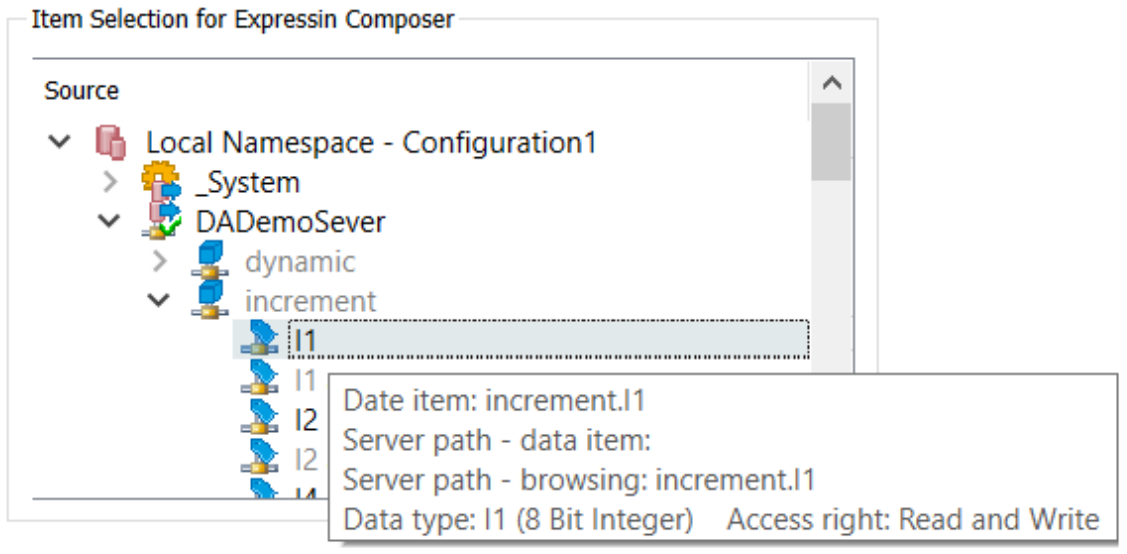 Item Selection for Expressin Composer
Source
Local Namespace - Configuration1
_System
DADemoSever
dynamic
increment
I1
I1
I2
I2
I4
Date item: increment.I1
Server path - data item:
Server path - browsing: increment.I1
Data type: I1 (8 Bit Integer) Access right: Read and Write